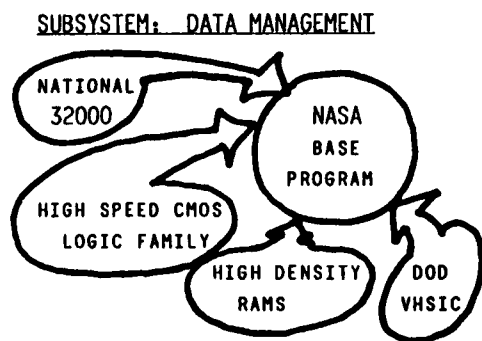 SUBSYSTEM: DATA MANAGEMENT
NATIONAL
32000
NASA
BASE
PROGRAM
HIGH SPEED CMOS
LOGIC FAMILY
HIGH DENSITY
RAMS
DOD
VHSIC